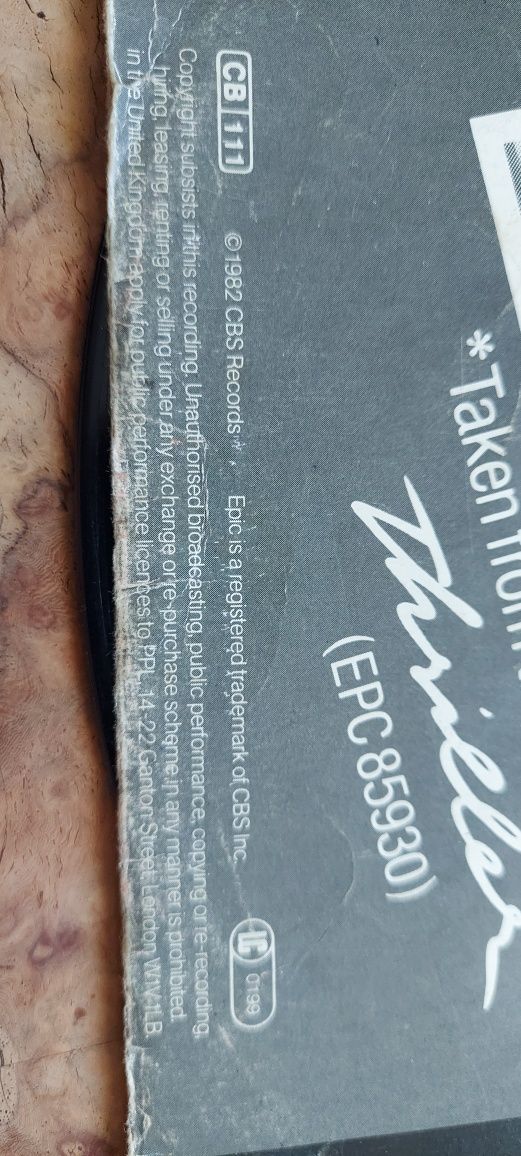 *Taken from
Thriller
(EPC 85930)
CB 111 © 1982 CBS Records Epic is a registered trademark of CBS Inc. LC 0199
Copyright subsists in this recording. Unauthorised broadcasting, public performance, copying or re-recording,
hiring, leasing, renting or selling under any exchange or re-purchase scheme in any manner is prohibited
in the United Kingdom apply for public performance licences to PPL, 14-22 Ganton Street, London W1V 1LB